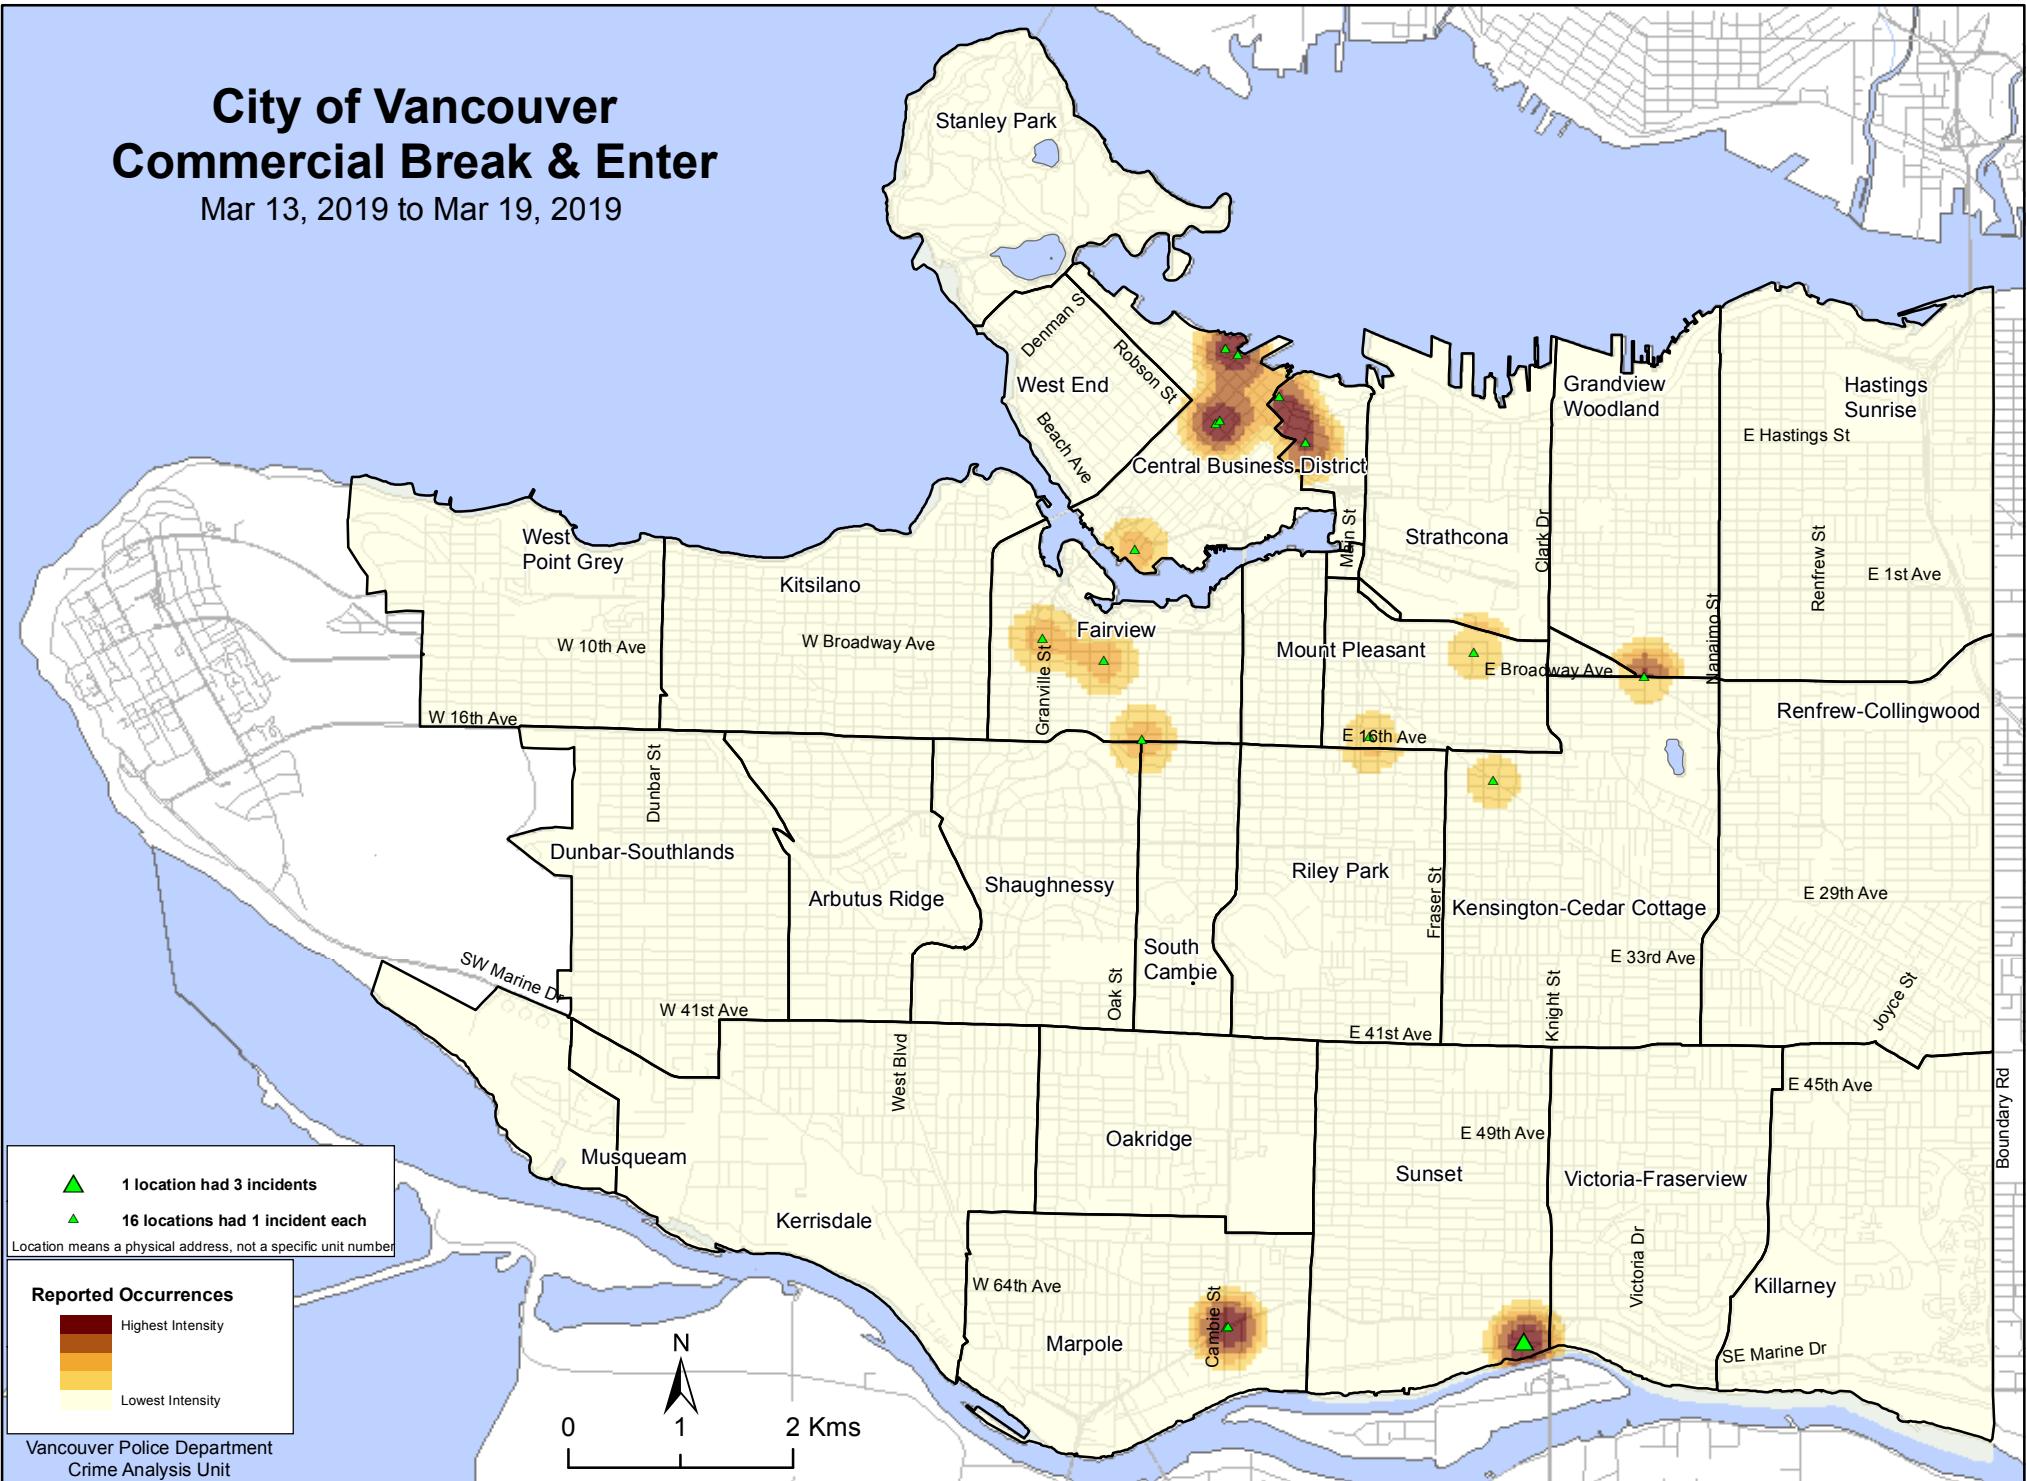 City of Vancouver
Commercial Break & Enter
Mar 13, 2019 to Mar 19, 2019
Stanley Park
Denman S
Robson St
West End
Beach Ave
Central Business District
Grandview
Woodland
Hastings
Sunrise
E Hastings St
West
Point Grey
Kitsilano
Main St
Strathcona
Clark Dr
Renfrew St
E 1st Ave
W 10th Ave
W Broadway Ave
Fairview
Granville St
Mount Pleasant
E Broadway Ave
Nanaimo St
W 16th Ave
E 16th Ave
Renfrew-Collingwood
Dunbar St
Dunbar-Southlands
Arbutus Ridge
Shaughnessy
Riley Park
Fraser St
Kensington-Cedar Cottage
E 29th Ave
South
Cambie
E 33rd Ave
SW Marine Dr
W 41st Ave
Oak St
Knight St
Joyce St
E 41st Ave
West Blvd
E 45th Ave
Boundary Rd
Musqueam
Oakridge
E 49th Ave
Sunset
Victoria-Fraserview
Kerrisdale
Victoria Dr
W 64th Ave
Cambie St
Killarney
Marpole
SE Marine Dr
1 location had 3 incidents
16 locations had 1 incident each
Location means a physical address, not a specific unit number
Reported Occurrences
Highest Intensity
Lowest Intensity
N
0 1 2 Kms
Vancouver Police Department
Crime Analysis Unit